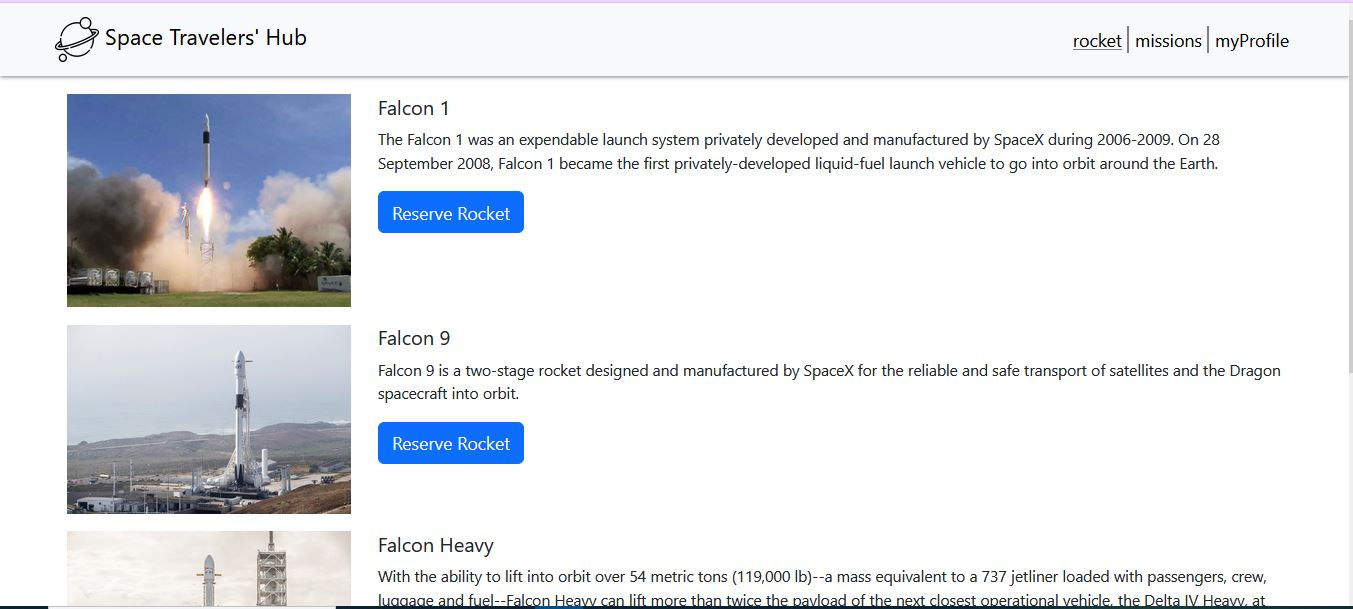 Space Travelers' Hub
rocket
missions
myProfile
Falcon 1
The Falcon 1 was an expendable launch system privately developed and manufactured by SpaceX during 2006-2009. On 28
September 2008, Falcon 1 became the first privately-developed liquid-fuel launch vehicle to go into orbit around the Earth.
Reserve Rocket
Falcon 9
Falcon 9 is a two-stage rocket designed and manufactured by SpaceX for the reliable and safe transport of satellites and the Dragon
spacecraft into orbit.
Reserve Rocket
Falcon Heavy
With the ability to lift into orbit over 54 metric tons (119,000 lb)--a mass equivalent to a 737 jetliner loaded with passengers, crew,
luggage and fuel--Falcon Heavy can lift more than twice the payload of the next closest operational vehicle, the Delta IV Heavy, at